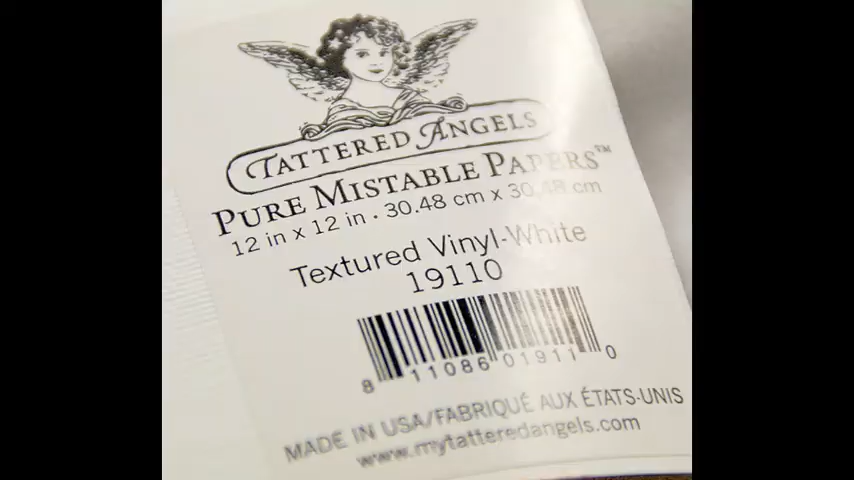 TATTERED ANGELS
PURE MISTABLE PAPERS™
12 in x 12 in · 30.48 cm x 30.48 cm
Textured Vinyl-White
19110
8 11086 01911 0
MADE IN USA/FABRIQUÉ AUX ÉTATS-UNIS
www.mytatteredangels.com